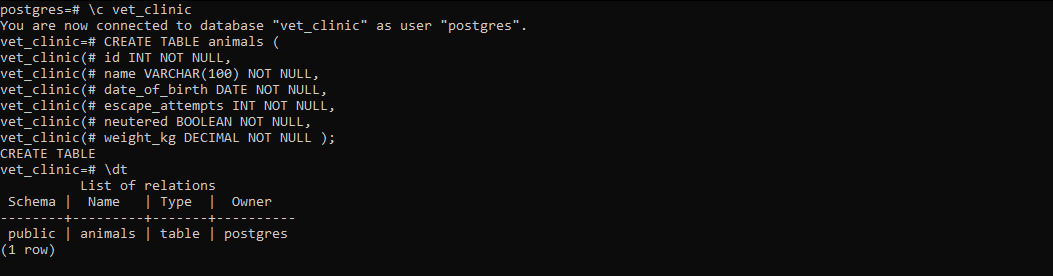 postgres=# \c vet_clinic
You are now connected to database "vet_clinic" as user "postgres".
vet_clinic=# CREATE TABLE animals (
vet_clinic(# id INT NOT NULL,
vet_clinic(# name VARCHAR(100) NOT NULL,
vet_clinic(# date_of_birth DATE NOT NULL,
vet_clinic(# escape_attempts INT NOT NULL,
vet_clinic(# neutered BOOLEAN NOT NULL,
vet_clinic(# weight_kg DECIMAL NOT NULL );
CREATE TABLE
vet_clinic=# \dt
          List of relations
 Schema |  Name   | Type  |  Owner
--------+---------+-------+----------
 public | animals | table | postgres
(1 row)